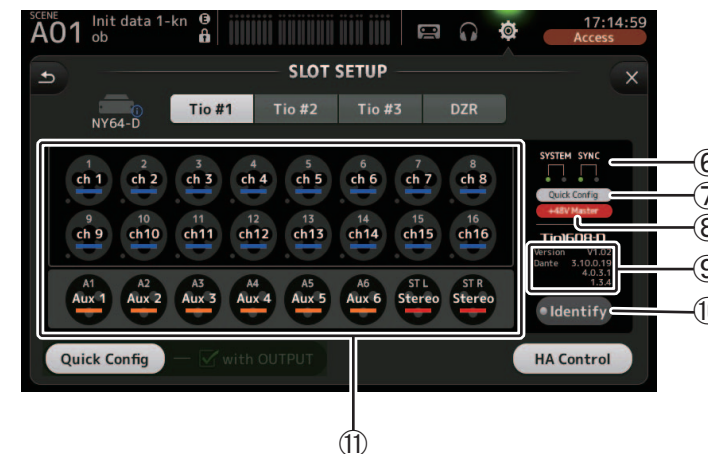 SCENE
A01 Init data 1-kn
ob
E
17:14:59
Access
SLOT SETUP
NY64-D
Tio #1 Tio #2 Tio #3 DZR
1 2 3 4 5 6 7 8
ch 1 ch 2 ch 3 ch 4 ch 5 ch 6 ch 7 ch 8
9 10 11 12 13 14 15 16
ch 9 ch10 ch11 ch12 ch13 ch14 ch15 ch16
A1 A2 A3 A4 A5 A6 ST L ST R
Aux 1 Aux 2 Aux 3 Aux 4 Aux 5 Aux 6 Stereo Stereo
SYSTEM SYNC
Quick Config
+48V Master
Tio1608-D
Version V1.02
Dante 3.10.0.19
4.0.3.1
1.3.4
Identify
Quick Config with OUTPUT HA Control
⑥
⑦
⑧
⑨
⑪